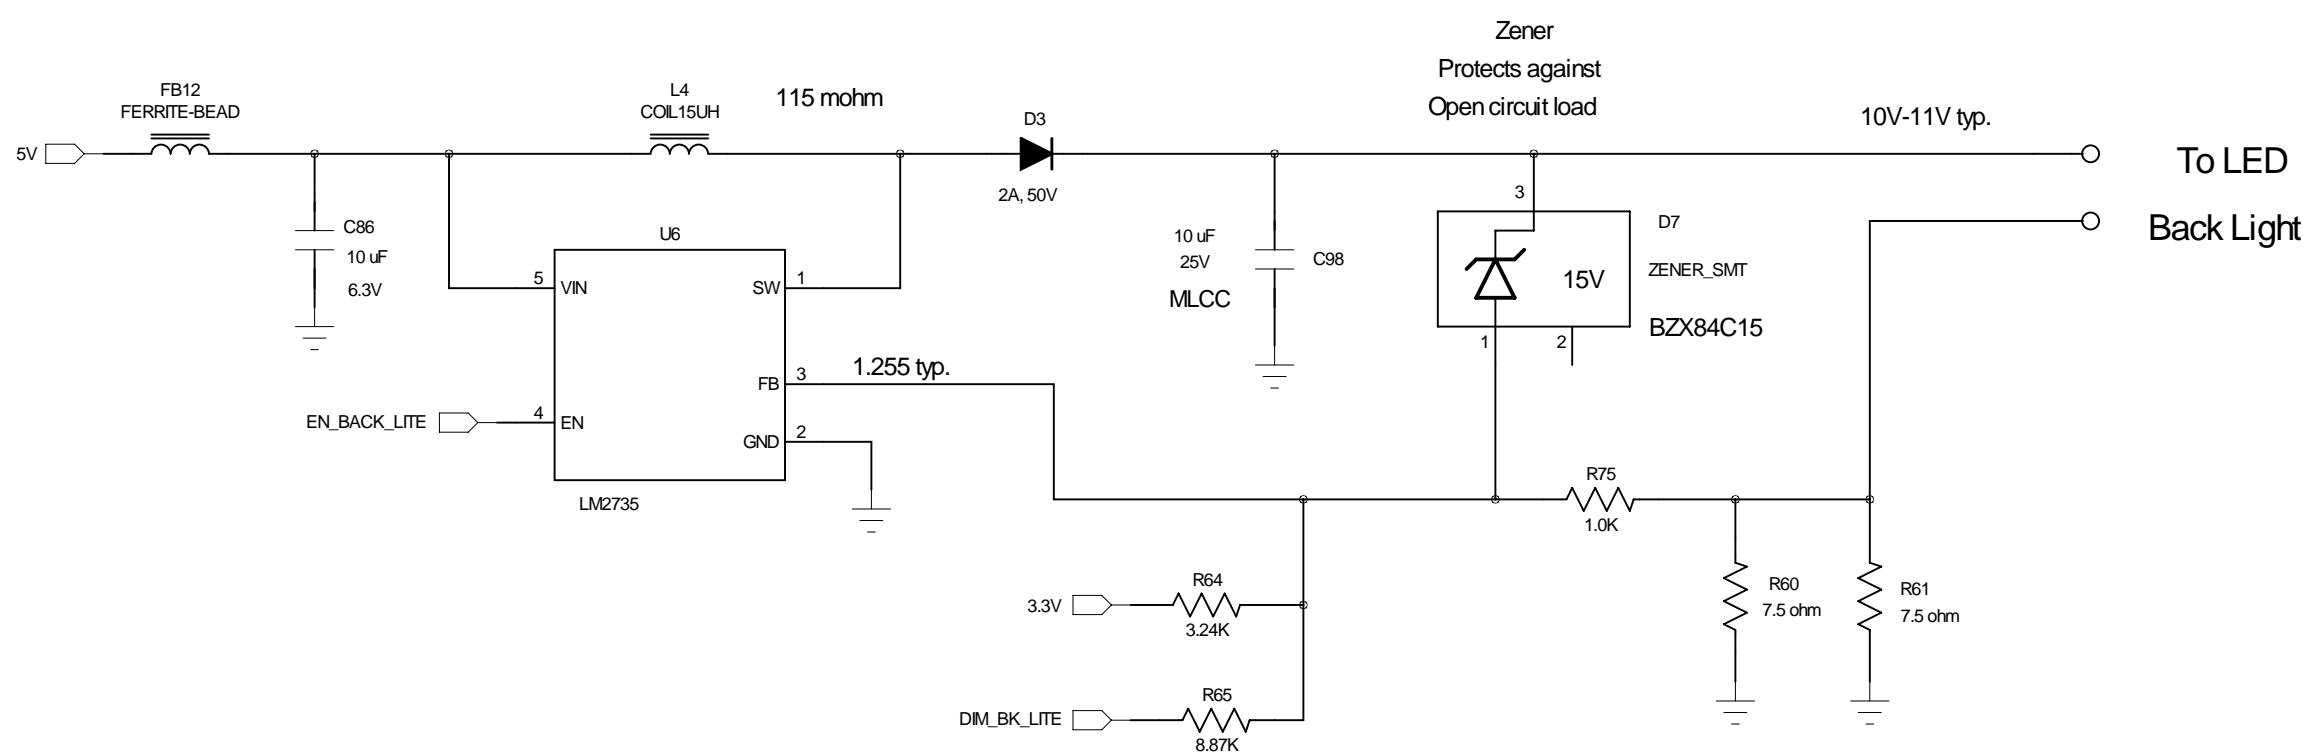 Zener
Protects against
Open circuit load
FB12
FERRITE-BEAD
L4
COIL15UH
115 mohm
D3
10V-11V typ.
5V
To LED
2A, 50V
3
C86
10 uF
6.3V
U6
10 uF
25V
MLCC
C98
D7
ZENER_SMT
15V
BZX84C15
Back Light
5
VIN
SW
1
1
2
FB
3
1.255 typ.
EN_BACK_LITE
4
EN
GND
2
LM2735
R75
1.0K
R64
3.3V
3.24K
R60
7.5 ohm
R61
7.5 ohm
R65
DIM_BK_LITE
8.87K